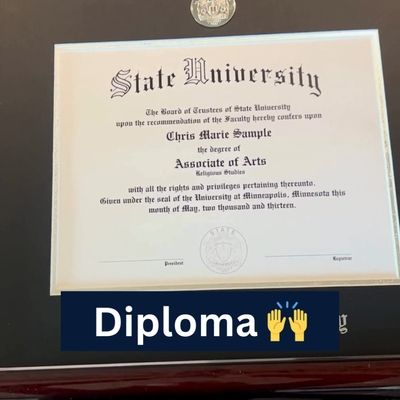 State University
The Board of Trustees of State University
upon the recommendation of the Faculty hereby confers upon
Chris Marie Sample
the degree of
Associate of Arts
Religious Studies
with all the rights and privileges pertaining thereunto.
Given under the seal of the University at Minneapolis, Minnesota this
month of May, two thousand and thirteen.
STATE
President
Registrar
Diploma 🙌
y